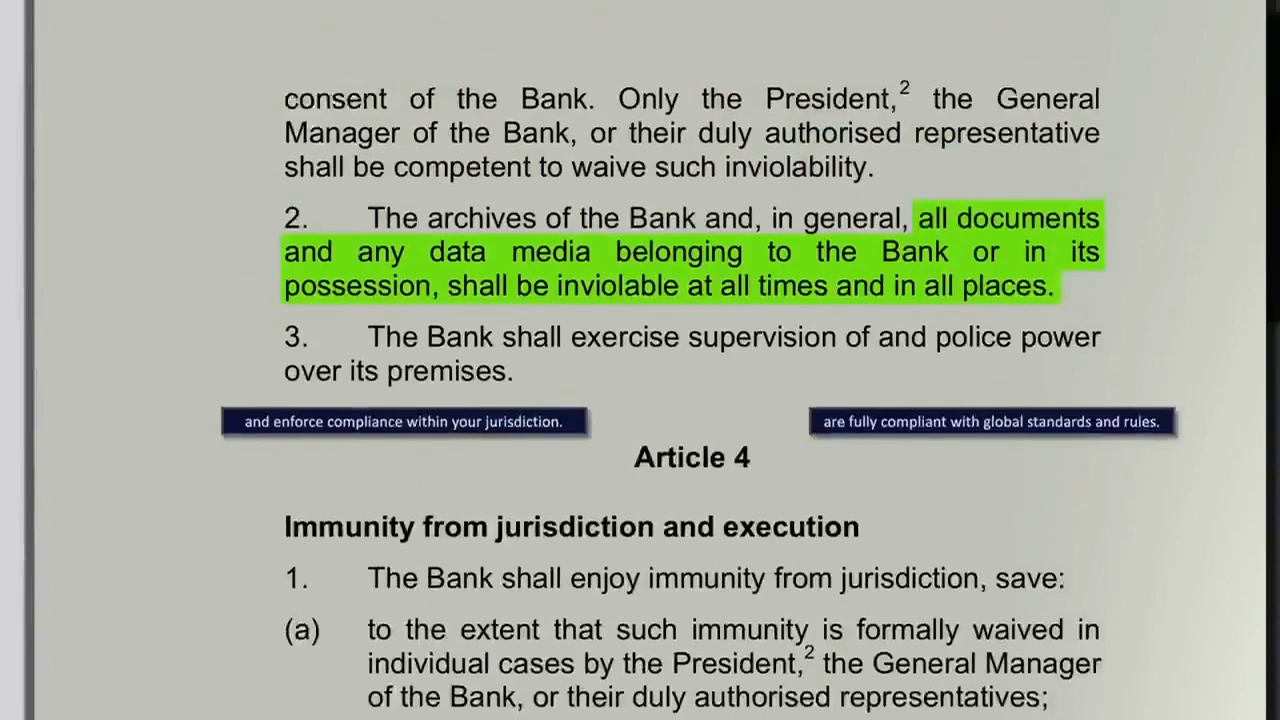 consent of the Bank. Only the President,2 the General
Manager of the Bank, or their duly authorised representative
shall be competent to waive such inviolability.
2. The archives of the Bank and, in general, all documents
and any data media belonging to the Bank or in its
possession, shall be inviolable at all times and in all places.
3. The Bank shall exercise supervision of and police power
over its premises.
and enforce compliance within your jurisdiction.
are fully compliant with global standards and rules.
Article 4
Immunity from jurisdiction and execution
1. The Bank shall enjoy immunity from jurisdiction, save:
(a) to the extent that such immunity is formally waived in
individual cases by the President,2 the General Manager
of the Bank, or their duly authorised representatives;